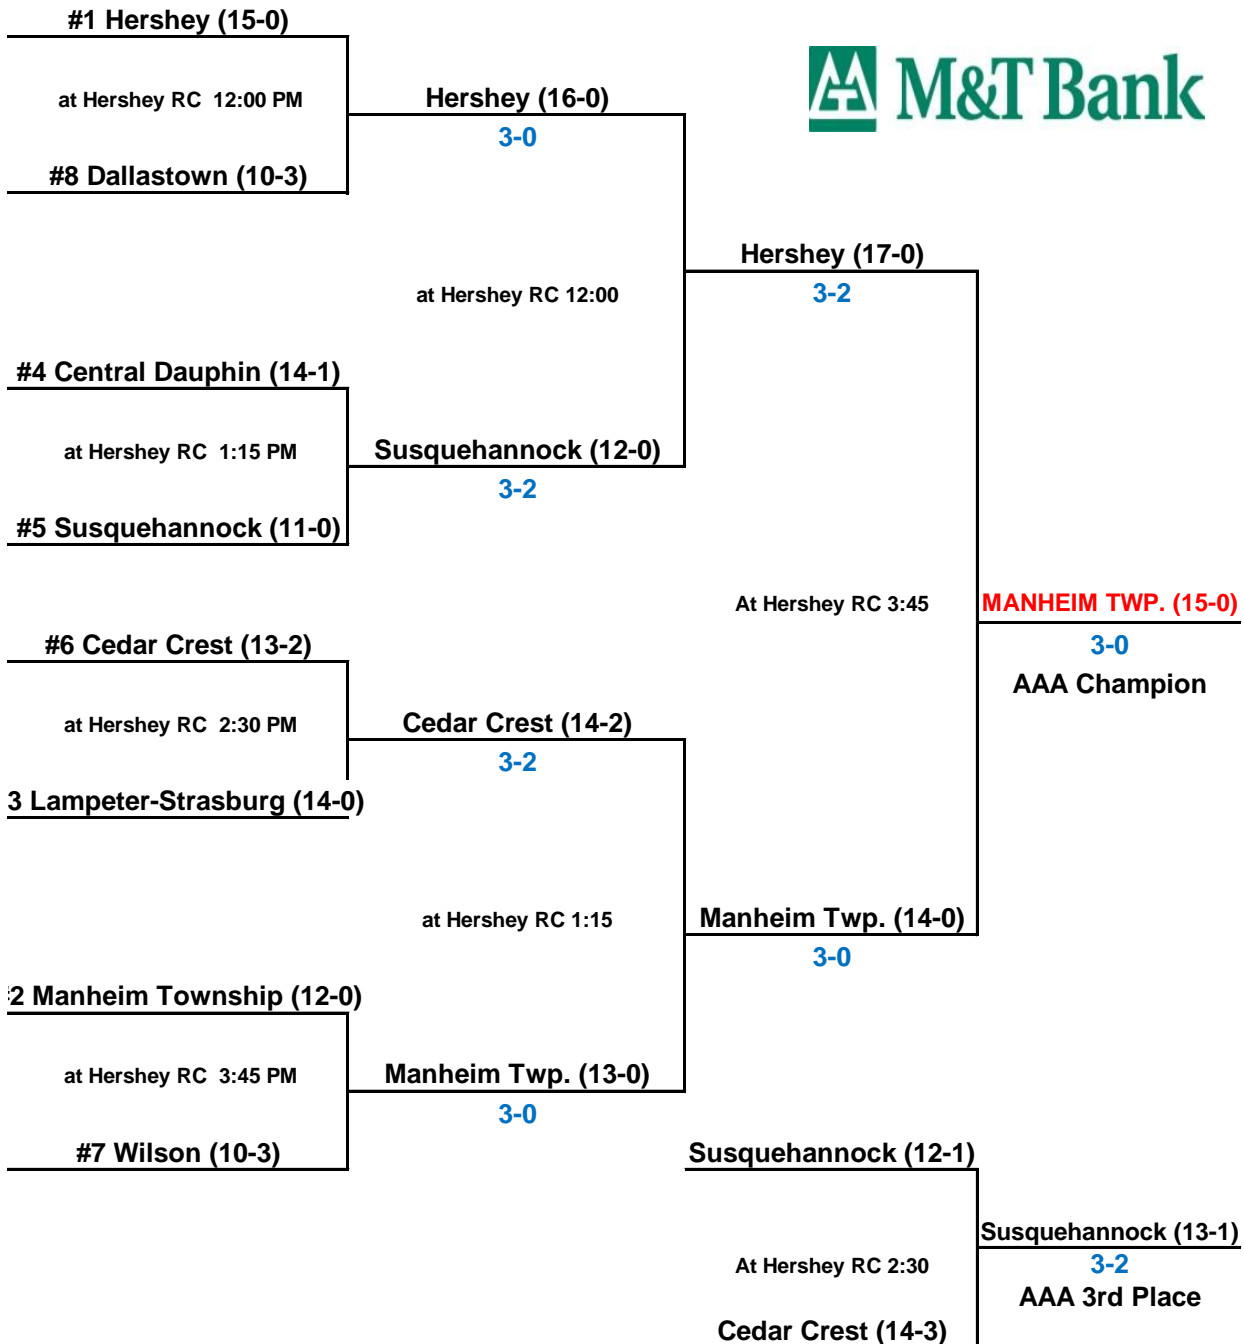 #1 Hershey (15-0)
M&T Bank
at Hershey RC 12:00 PM
Hershey (16-0)
3-0
#8 Dallastown (10-3)
Hershey (17-0)
at Hershey RC 12:00
3-2
#4 Central Dauphin (14-1)
at Hershey RC 1:15 PM
Susquehannock (12-0)
3-2
#5 Susquehannock (11-0)
At Hershey RC 3:45
MANHEIM TWP. (15-0)
3-0
AAA Champion
#6 Cedar Crest (13-2)
at Hershey RC 2:30 PM
Cedar Crest (14-2)
3-2
3 Lampeter-Strasburg (14-0)
at Hershey RC 1:15
Manheim Twp. (14-0)
3-0
#2 Manheim Township (12-0)
at Hershey RC 3:45 PM
Manheim Twp. (13-0)
3-0
#7 Wilson (10-3)
Susquehannock (12-1)
Susquehannock (13-1)
At Hershey RC 2:30
3-2
AAA 3rd Place
Cedar Crest (14-3)